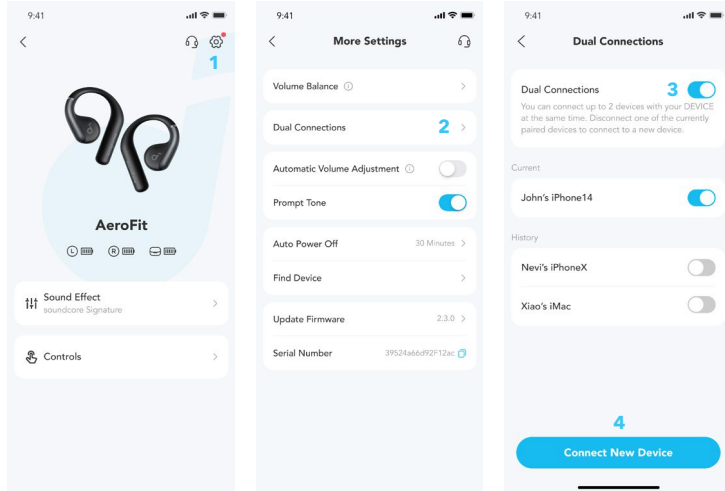 9:41
1
AeroFit
L
R
Sound Effect
soundcore Signature
Controls
9:41
More Settings
Volume Balance
Dual Connections 2
Automatic Volume Adjustment
Prompt Tone
Auto Power Off 30 Minutes
Find Device
Update Firmware 2.3.0
Serial Number 39524a66d92F12ac
9:41
Dual Connections
Dual Connections 3
You can connect up to 2 devices with your DEVICE
at the same time. Disconnect one of the currently
paired devices to connect to a new device.
Current
John's iPhone14
History
Nevi's iPhoneX
Xiao's iMac
4
Connect New Device